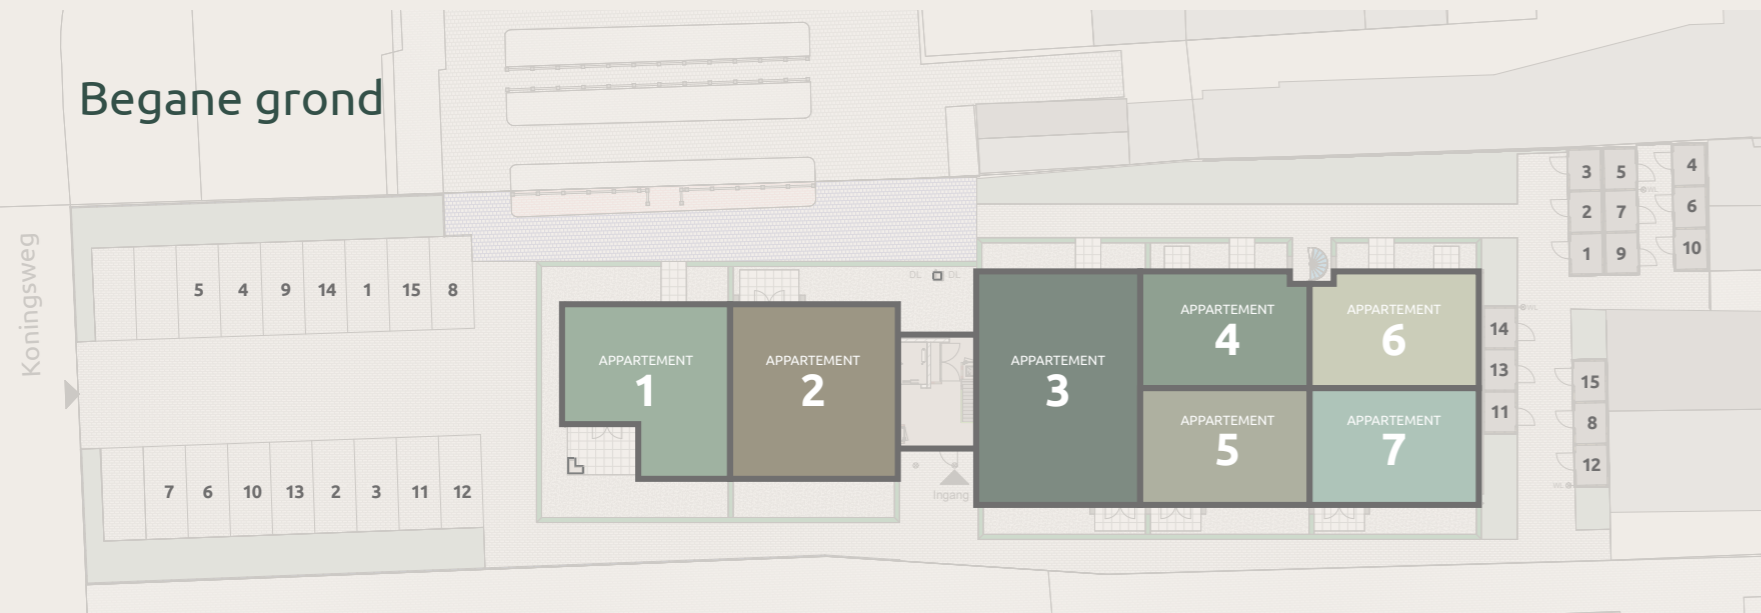 Begane grond
Koningsweg
5 4 9 14 1 15 8
7 6 10 13 2 3 11 12
APPARTEMENT
1
APPARTEMENT
2
DL DL
Ingang
APPARTEMENT
3
APPARTEMENT
4
APPARTEMENT
5
APPARTEMENT
6
APPARTEMENT
7
3 5
2 7
1 9
4
6
10
14
13
11
15
8
12